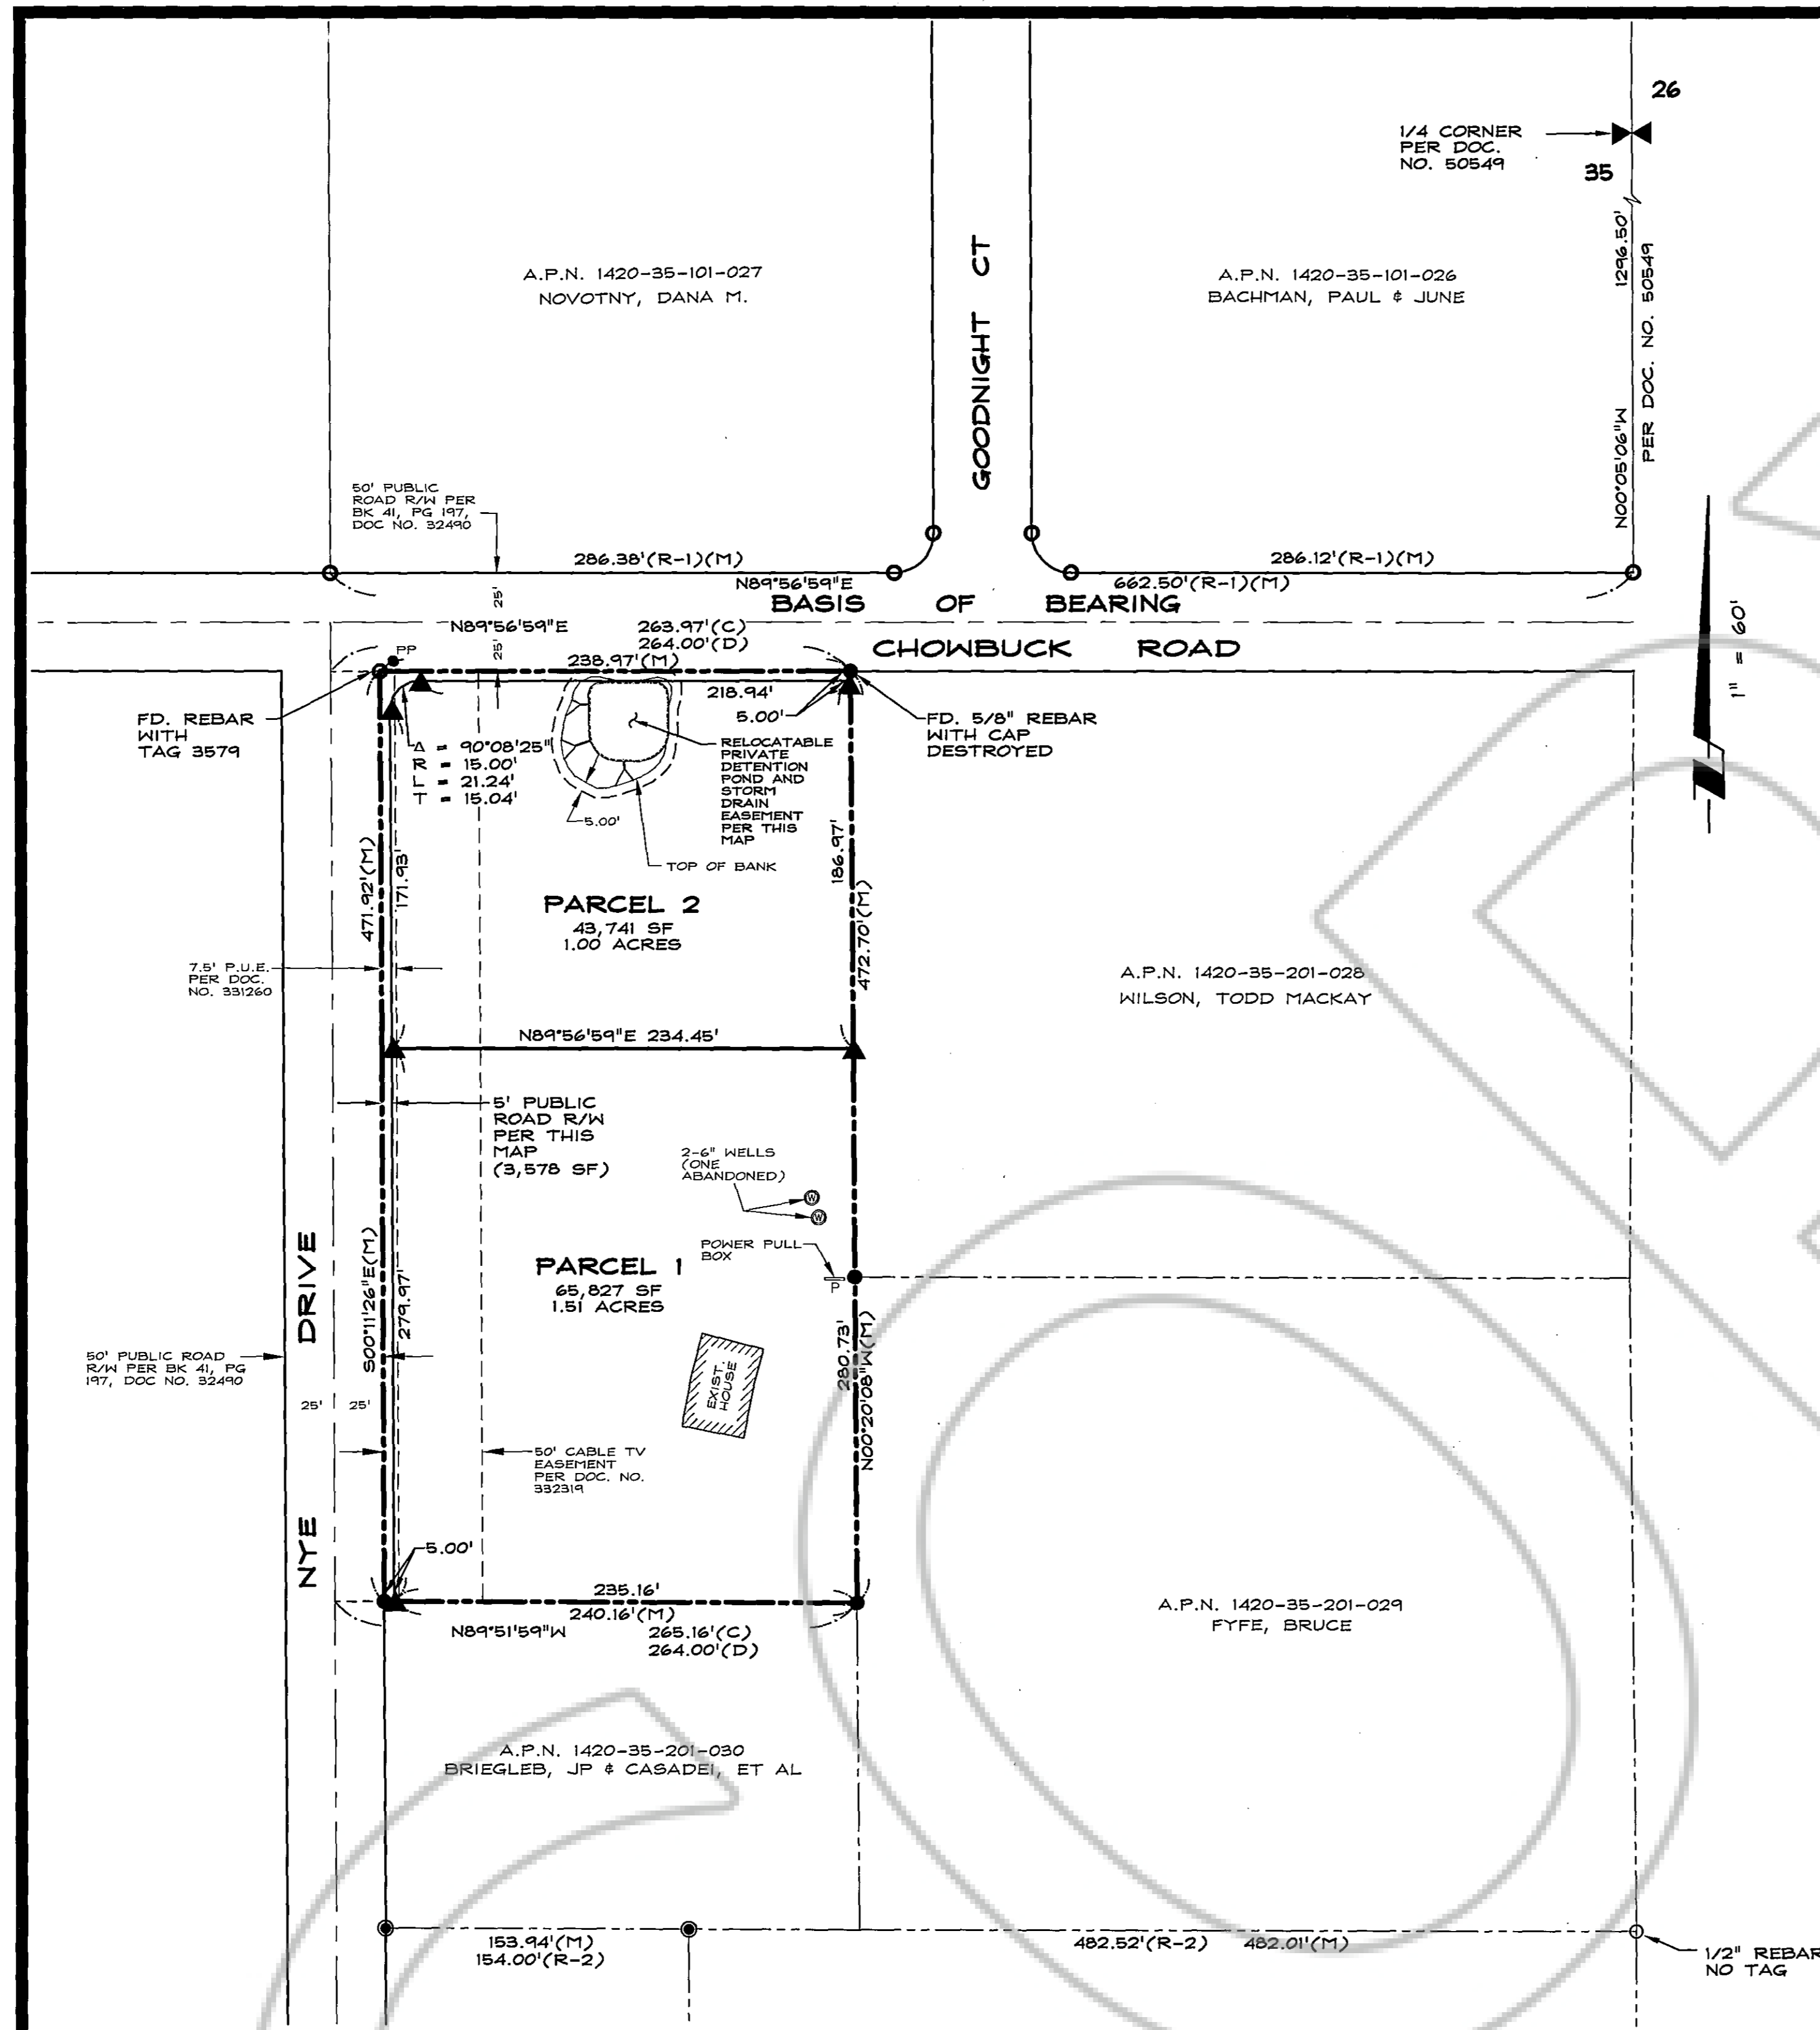 26
1/4 CORNER
PER DOC.
NO. 50549
35
1296.50'
N00°05'06"W
PER DOC. NO. 50549
A.P.N. 1420-35-101-027
NOVOTNY, DANA M.
GOODNIGHT CT
A.P.N. 1420-35-101-026
BACHMAN, PAUL & JUNE
50' PUBLIC
ROAD R/W PER
BK 41, PG 197,
DOC NO. 32490
286.38'(R-1)(M)
N89°56'59"E
286.12'(R-1)(M)
662.50'(R-1)(M)
25'
BASIS OF BEARING
N89°56'59"E
263.97'(C)
264.00'(D)
25'
CHOWBUCK ROAD
1" = 60'
PP
238.97'(M)
218.94'
5.00'
FD. REBAR
WITH
TAG 3579
FD. 5/8" REBAR
WITH CAP
DESTROYED
Δ = 90°08'25"
R = 15.00'
L = 21.24'
T = 15.04'
RELOCATABLE
PRIVATE
DETENTION
POND AND
STORM
DRAIN
EASEMENT
PER THIS
MAP
5.00'
TOP OF BANK
471.92'(M)
171.93'
186.97'
472.70'(M)
PARCEL 2
43,741 SF
1.00 ACRES
7.5' P.U.E.
PER DOC.
NO. 331260
A.P.N. 1420-35-201-028
WILSON, TODD MACKAY
N89°56'59"E 234.45'
5' PUBLIC
ROAD R/W
PER THIS
MAP
(3,578 SF)
2-6" WELLS
(ONE
ABANDONED)
W
W
POWER PULL
BOX
P
PARCEL 1
65,827 SF
1.51 ACRES
S00°11'26"E(M)
279.97'
280.73'
N00°20'08"W(M)
EXIST.
HOUSE
NYE DRIVE
50' PUBLIC ROAD
R/W PER BK 41, PG
197, DOC NO. 32490
25' 25'
50' CABLE TV
EASEMENT
PER DOC. NO.
332319
5.00'
235.16'
240.16'(M)
N89°51'59"W
265.16'(C)
264.00'(D)
A.P.N. 1420-35-201-029
FYFE, BRUCE
A.P.N. 1420-35-201-030
BRIEGLEB, JP & CASADEI, ET AL
153.94'(M)
154.00'(R-2)
482.52'(R-2) 482.01'(M)
1/2" REBAR
NO TAG